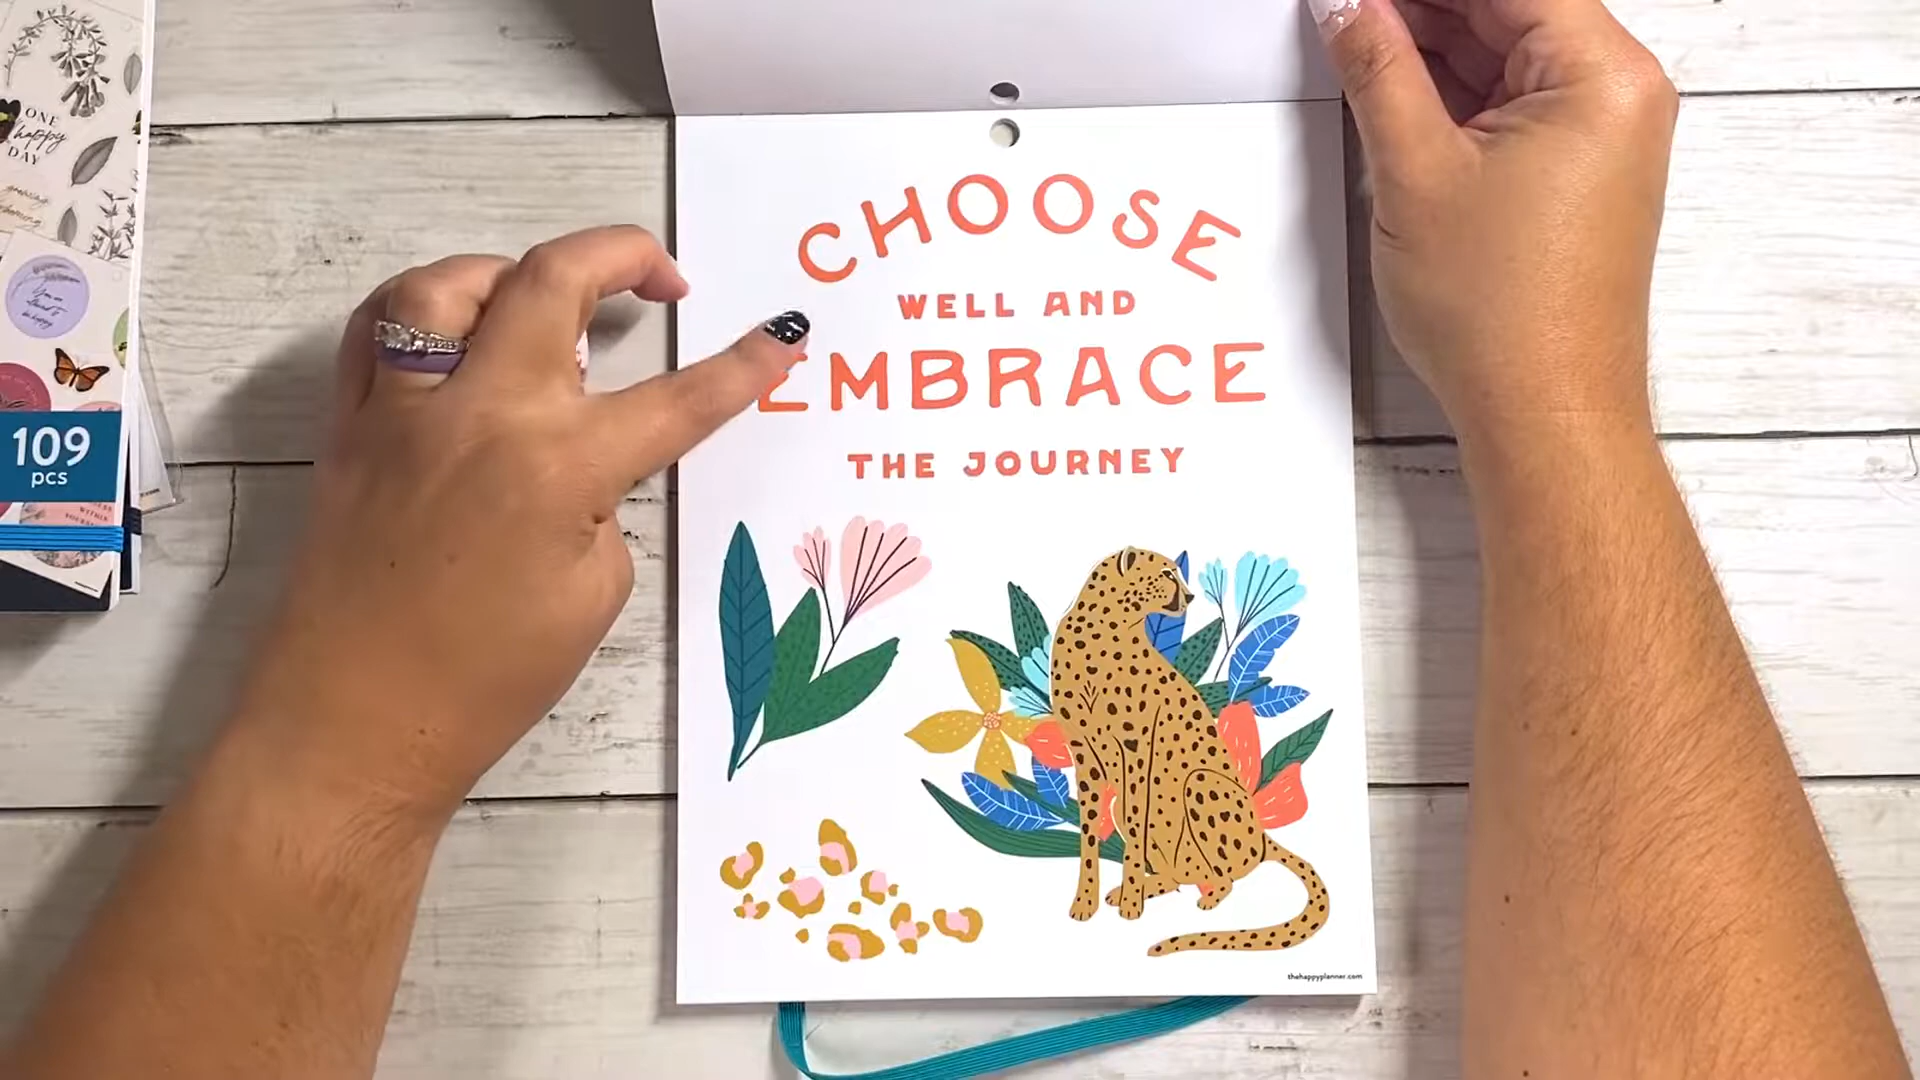 ONE
happy
DAY
109
pcs
CHOOSE
WELL AND
EMBRACE
THE JOURNEY
thehappyplanner.com